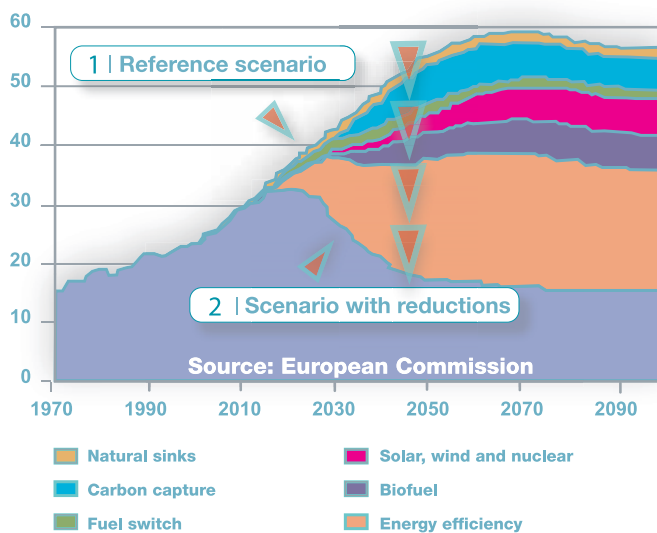 60
1 | Reference scenario
50
40
30
20
2 | Scenario with reductions
10
Source: European Commission
0
1970 1990 2010 2030 2050 2070 2090
Natural sinks Solar, wind and nuclear
Carbon capture Biofuel
Fuel switch Energy efficiency